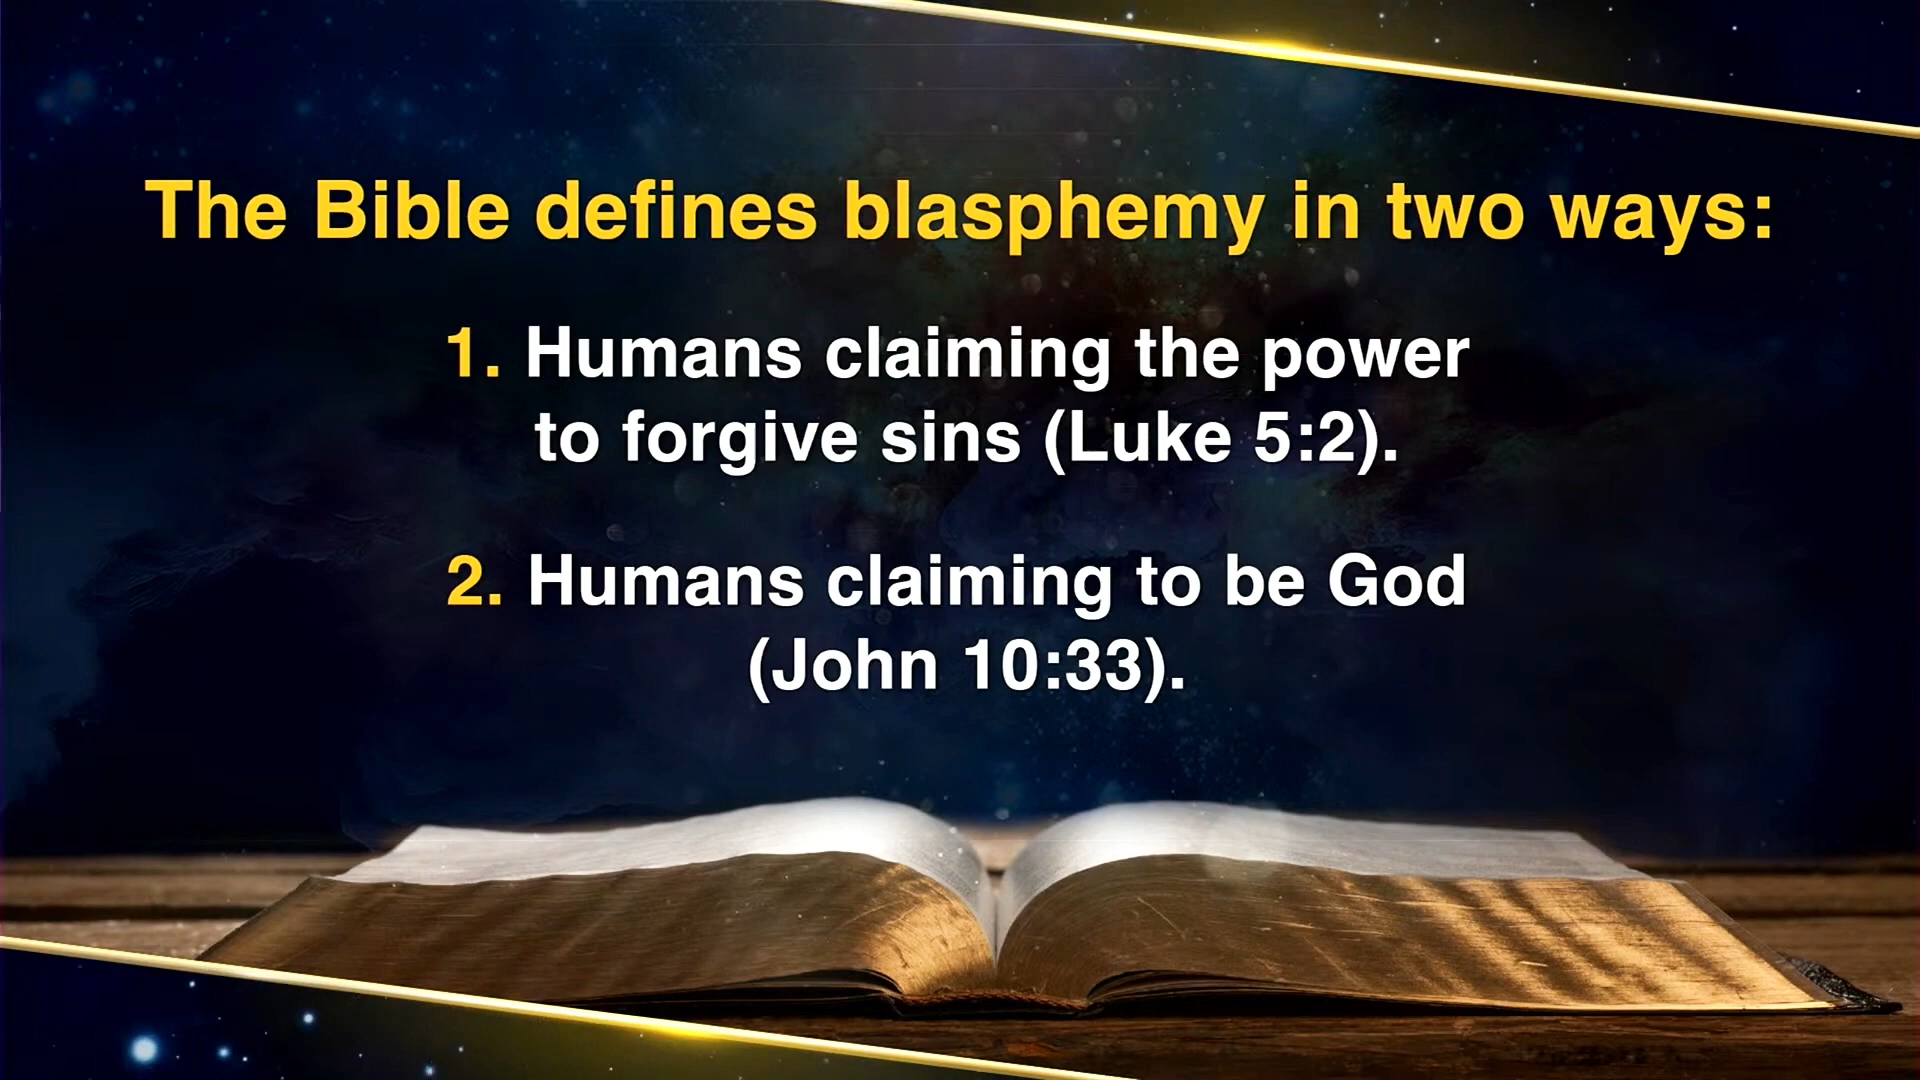 The Bible defines blasphemy in two ways:
1. Humans claiming the power
to forgive sins (Luke 5:2).
2. Humans claiming to be God
(John 10:33).